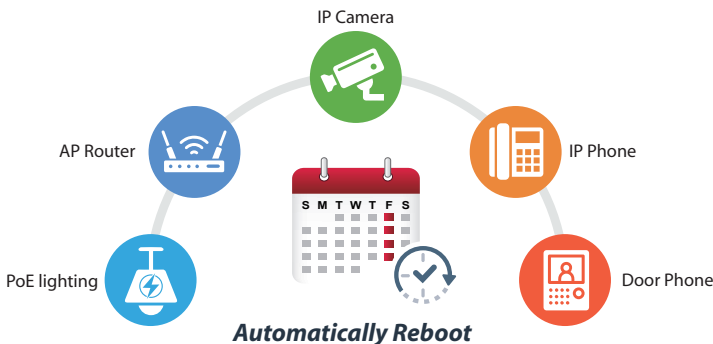 IP Camera
AP Router
IP Phone
S M T W T F S
PoE lighting
Door Phone
Automatically Reboot